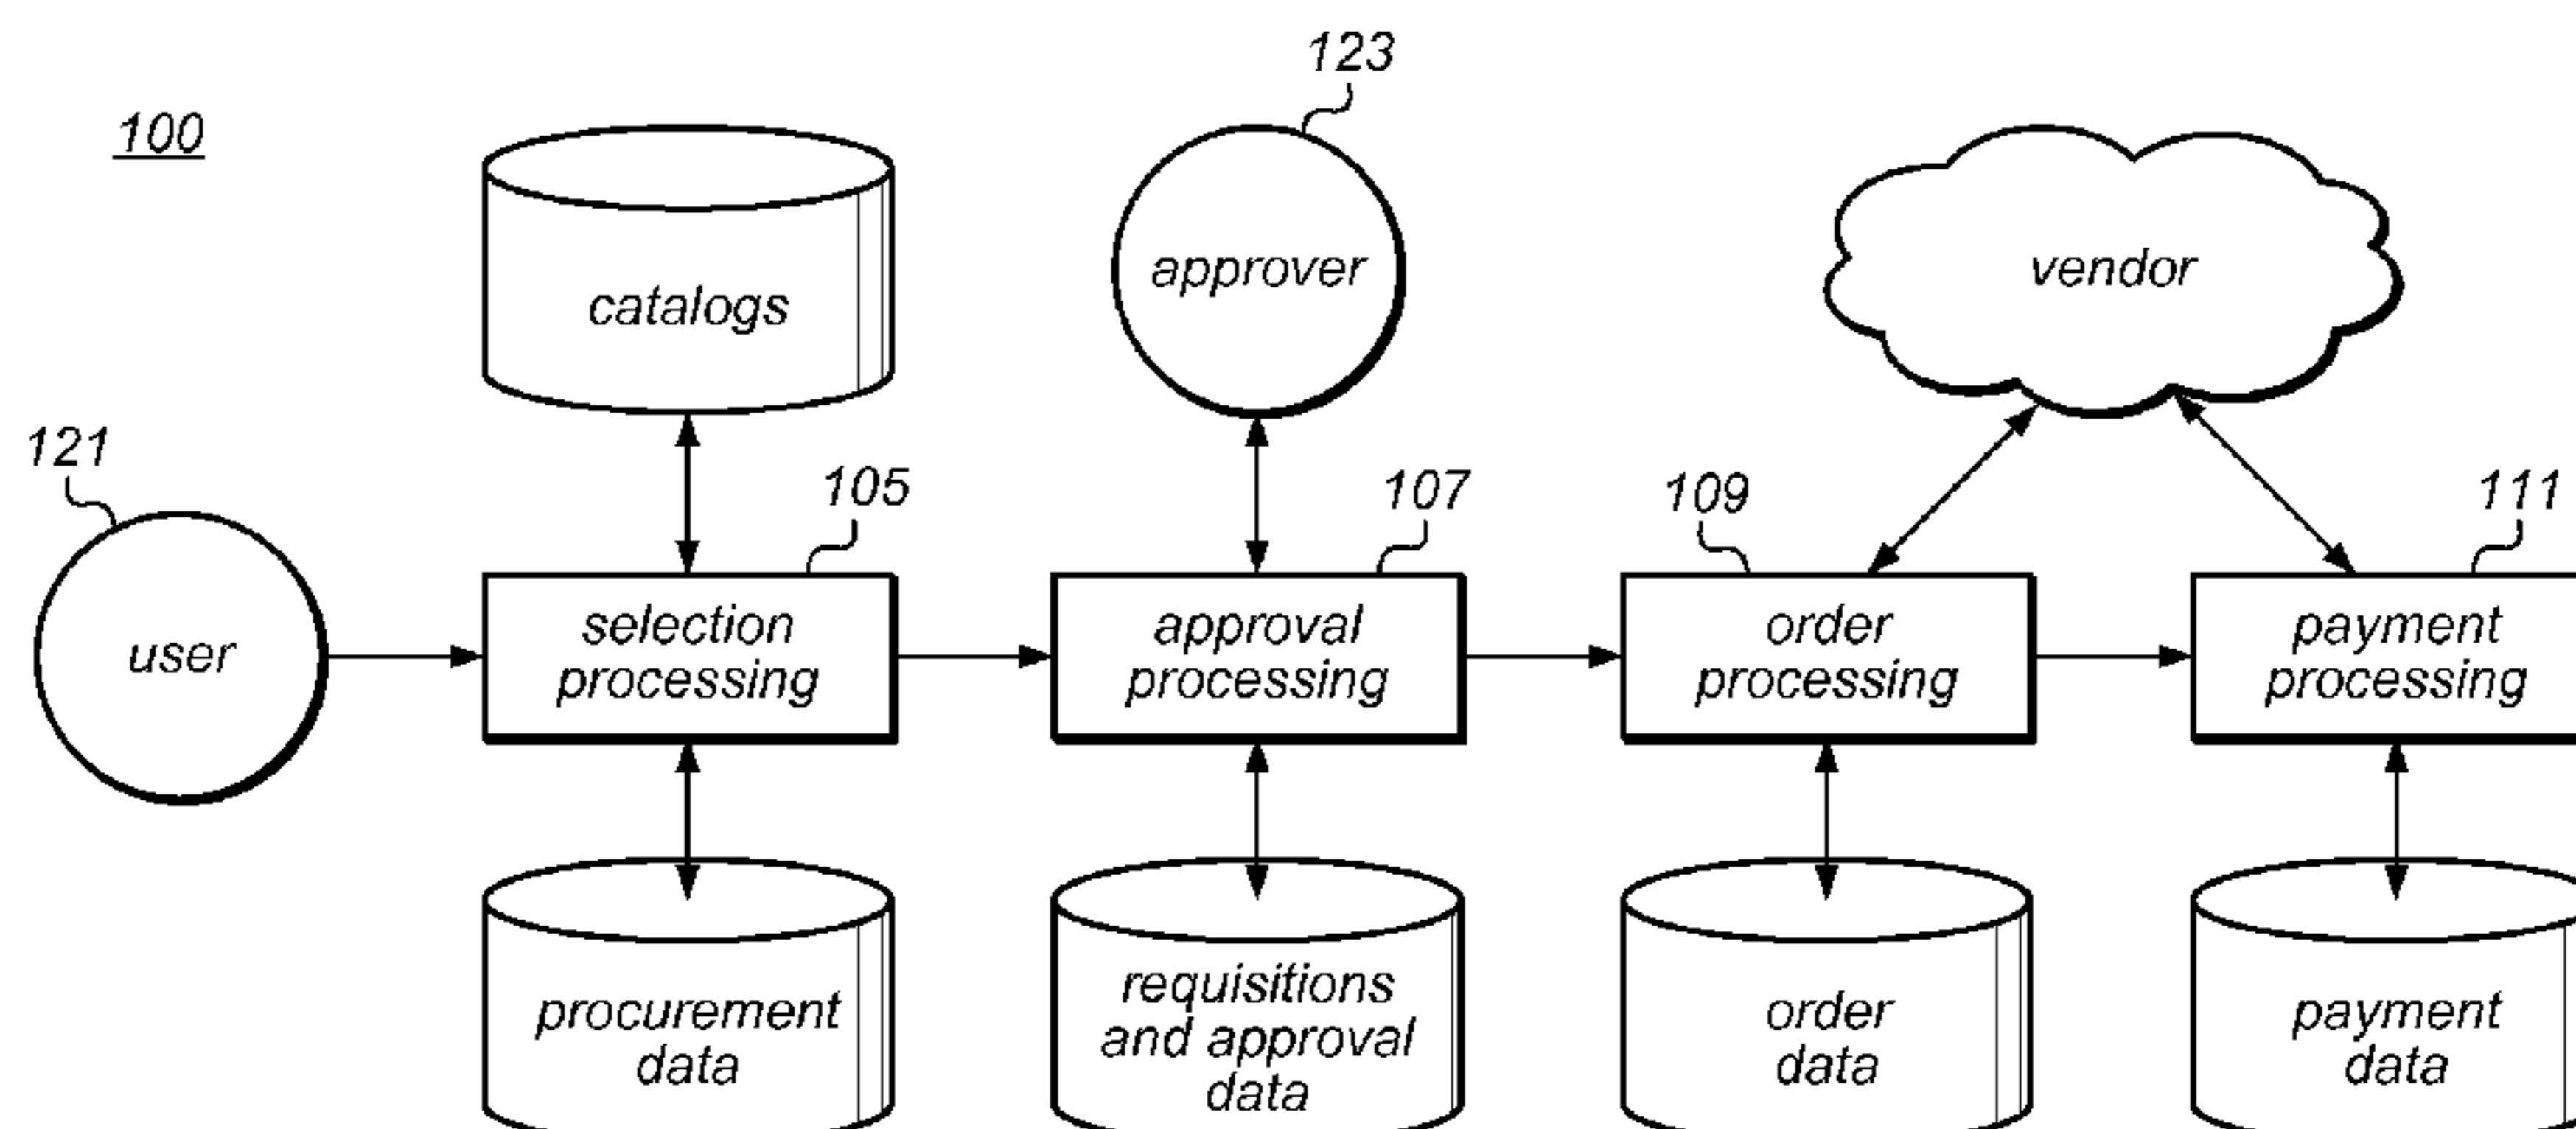 123
100
catalogs
approver
vendor
121
105
107
109
111
user
selection
processing
approval
processing
order
processing
payment
processing
procurement
data
requisitions
and approval
data
order
data
payment
data